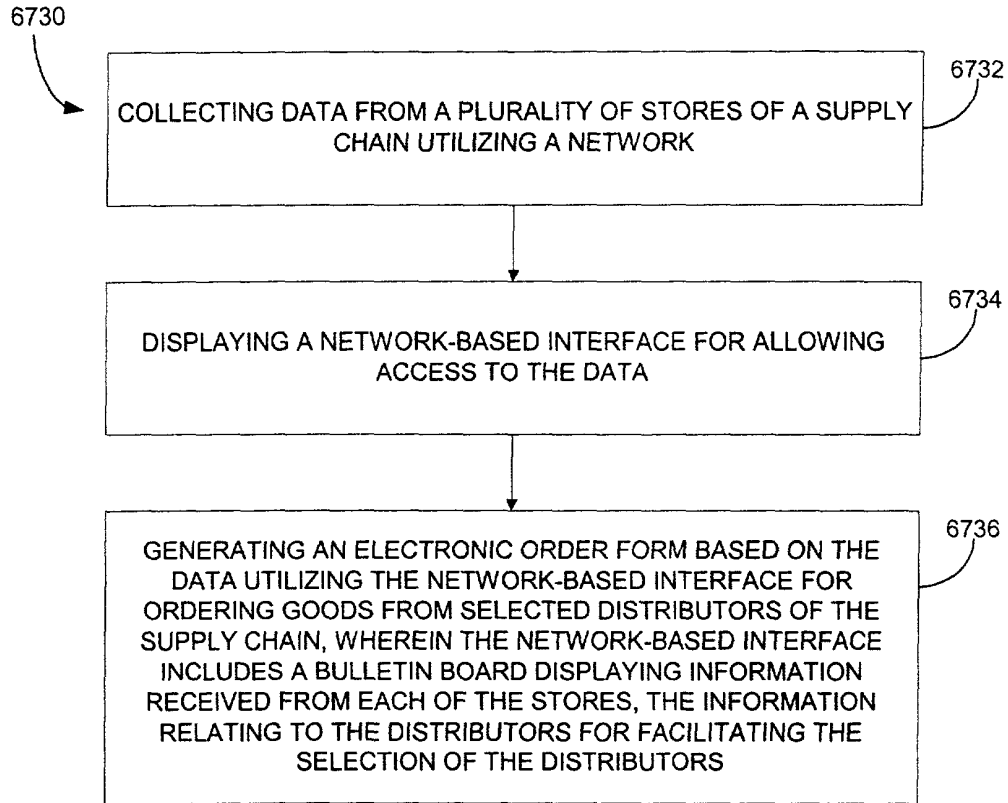 6730
6732
COLLECTING DATA FROM A PLURALITY OF STORES OF A SUPPLY
CHAIN UTILIZING A NETWORK
6734
DISPLAYING A NETWORK-BASED INTERFACE FOR ALLOWING
ACCESS TO THE DATA
6736
GENERATING AN ELECTRONIC ORDER FORM BASED ON THE
DATA UTILIZING THE NETWORK-BASED INTERFACE FOR
ORDERING GOODS FROM SELECTED DISTRIBUTORS OF THE
SUPPLY CHAIN, WHEREIN THE NETWORK-BASED INTERFACE
INCLUDES A BULLETIN BOARD DISPLAYING INFORMATION
RECEIVED FROM EACH OF THE STORES, THE INFORMATION
RELATING TO THE DISTRIBUTORS FOR FACILITATING THE
SELECTION OF THE DISTRIBUTORS